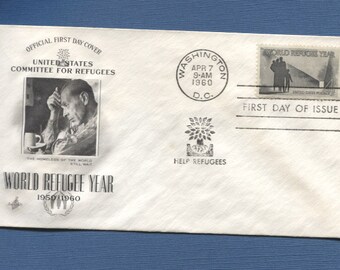 OFFICIAL FIRST DAY COVER
UNITED STATES
COMMITTEE FOR REFUGEES
WORLD REFUGEE YEAR
1959/1960
WASHINGTON
APR 7
9-AM
1960
D.C.
WORLD REFUGEE YEAR
FIRST DAY OF ISSUE
HELP REFUGEES